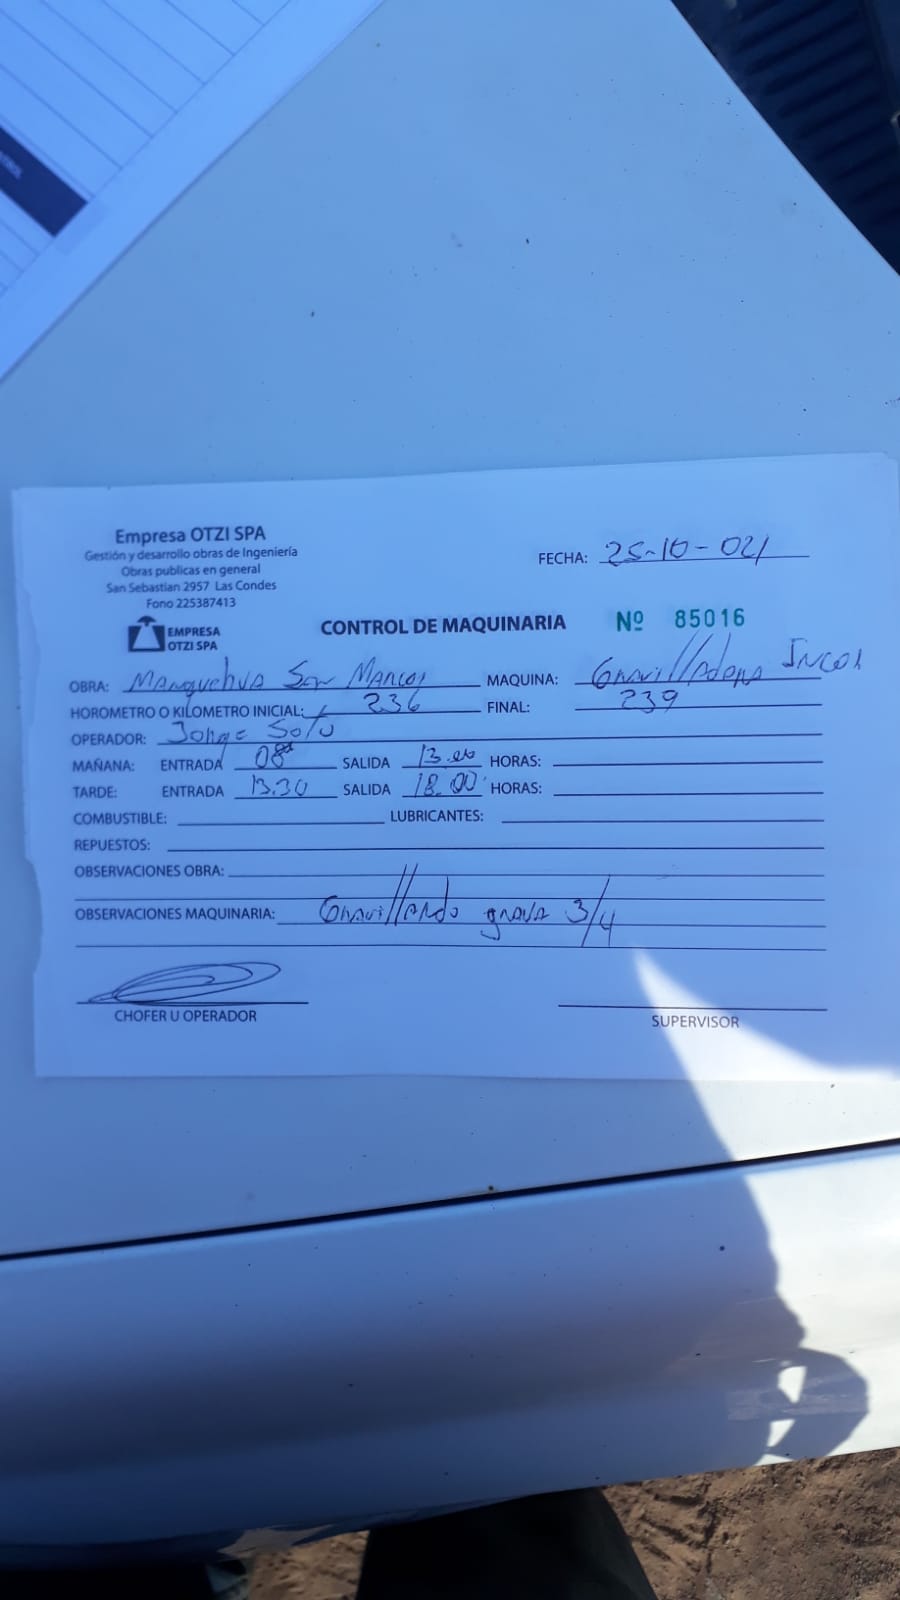 Empresa OTZI SPA
Gestión y desarrollo obras de Ingeniería
Obras publicas en general
San Sebastian 2957 Las Condes
Fono 225387413
EMPRESA
OTZI SPA
FECHA: 25-10-021
CONTROL DE MAQUINARIA Nº 85016
OBRA: Manquehua San Marcos MAQUINA: Gravilladora Incor
HOROMETRO O KILOMETRO INICIAL: 236 FINAL: 239
OPERADOR: Jorge Soto
MAÑANA: ENTRADA 08 SALIDA 13.00 HORAS:
TARDE: ENTRADA 13.30 SALIDA 18.00 HORAS:
COMBUSTIBLE: LUBRICANTES:
REPUESTOS:
OBSERVACIONES OBRA:
OBSERVACIONES MAQUINARIA: Gravillando grava 3/4
CHOFER U OPERADOR
SUPERVISOR